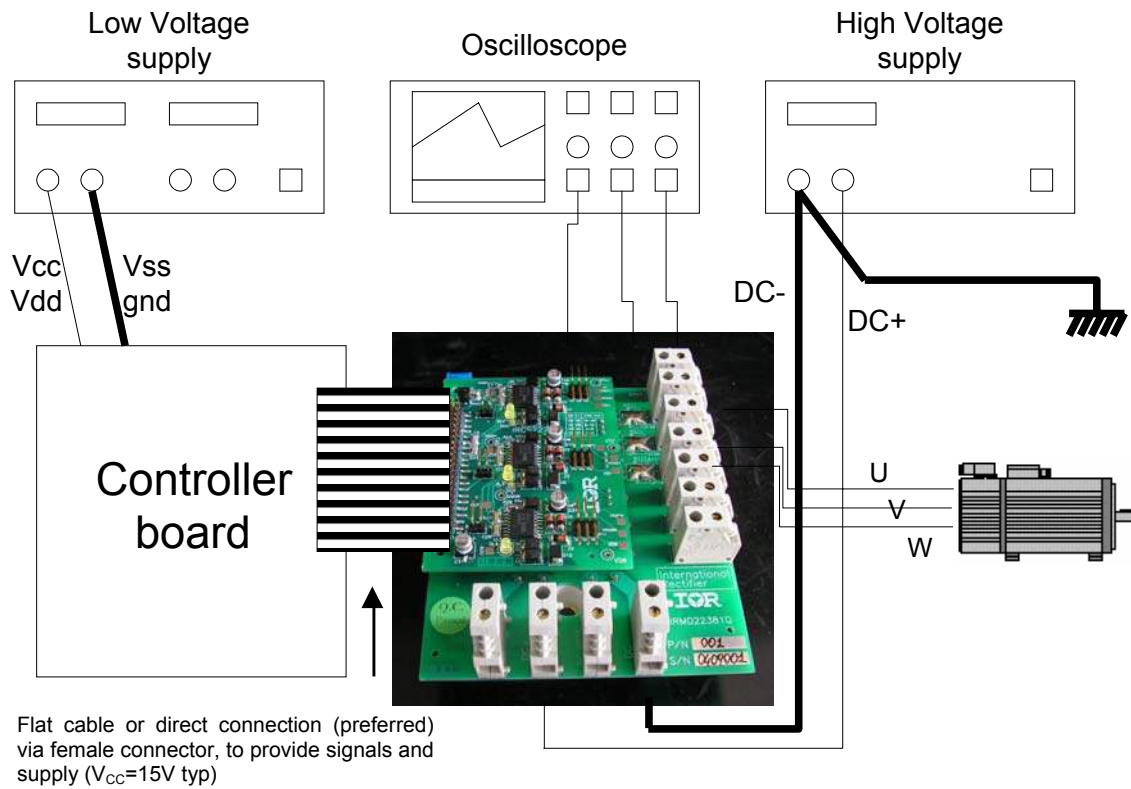 Low Voltage
supply
Oscilloscope
High Voltage
supply
Vcc
Vdd
Vss
gnd
DC-
DC+
Controller
board
U
V
W
IOR
International
Rectifier
IOR
IRMD22381Q
P/N 001
S/N 0409001
Flat cable or direct connection (preferred)
via female connector, to provide signals and
supply (VCC=15V typ)